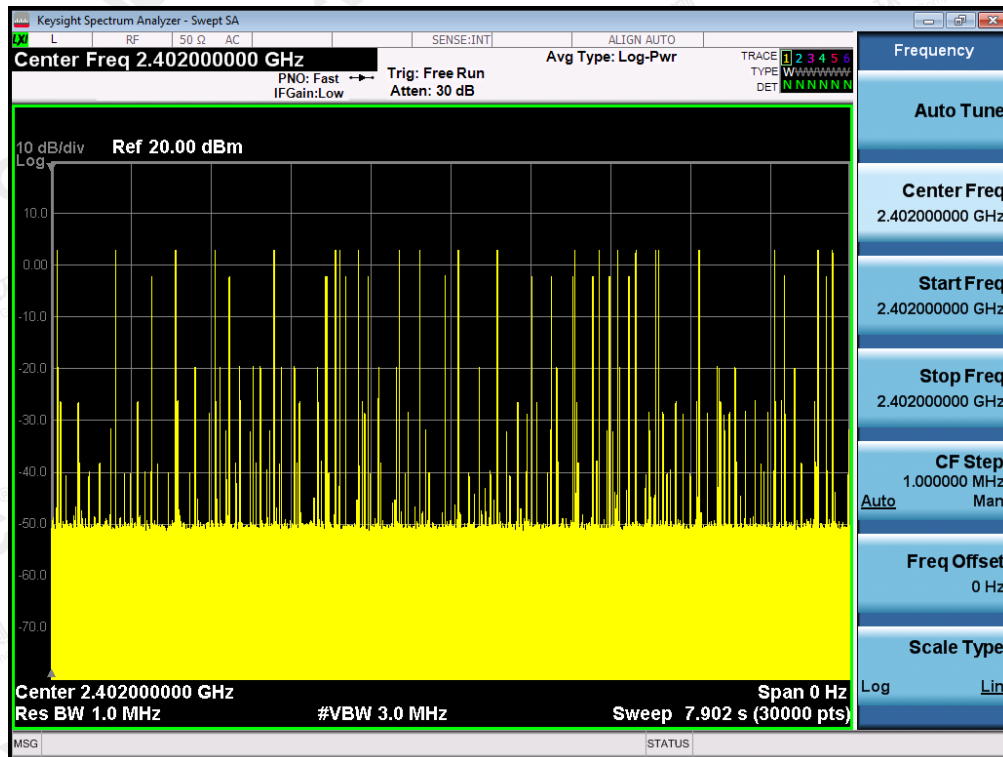 Keysight Spectrum Analyzer - Swept SA
LXI L RF 50 Ω AC SENSE:INT ALIGN AUTO
Center Freq 2.402000000 GHz
PNO: Fast
IFGain:Low
Trig: Free Run
Atten: 30 dB
Avg Type: Log-Pwr
TRACE 1 2 3 4 5 6
TYPE WWWWWW
DET N N N N N N
10 dB/div Ref 20.00 dBm
Log
10.0
0.00
-10.0
-20.0
-30.0
-40.0
-50.0
-60.0
-70.0
Center 2.402000000 GHz Span 0 Hz
Res BW 1.0 MHz #VBW 3.0 MHz Sweep 7.902 s (30000 pts)
MSG STATUS
Frequency
Auto Tune
Center Freq
2.402000000 GHz
Start Freq
2.402000000 GHz
Stop Freq
2.402000000 GHz
CF Step
1.000000 MHz
Auto Man
Freq Offset
0 Hz
Scale Type
Log Lin